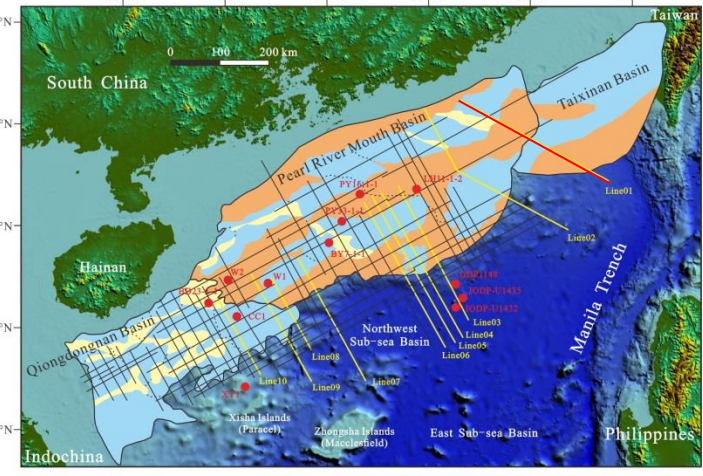 Taiwan
0 100 200 km
South China
Taixinan Basin
Pearl River Mouth Basin
°N
°N
°N
°N
°N
PY16-1-1
LH11-1-2
Line01
PY33-1-1
Line02
BY7-1-1
Hainan
W2
W1
ODP1148
IODP-U1435
IODP-U1432
Manila Trench
CC1
Qiongdongnan Basin
Line03
Northwest
Sub-sea Basin
Line04
Line05
Line06
Line08
Line10
Line09
Line07
Xisha Islands
(Paracel)
Zhongsha Islands
(Macclesfield)
East Sub-sea Basin
Philippines
Indochina